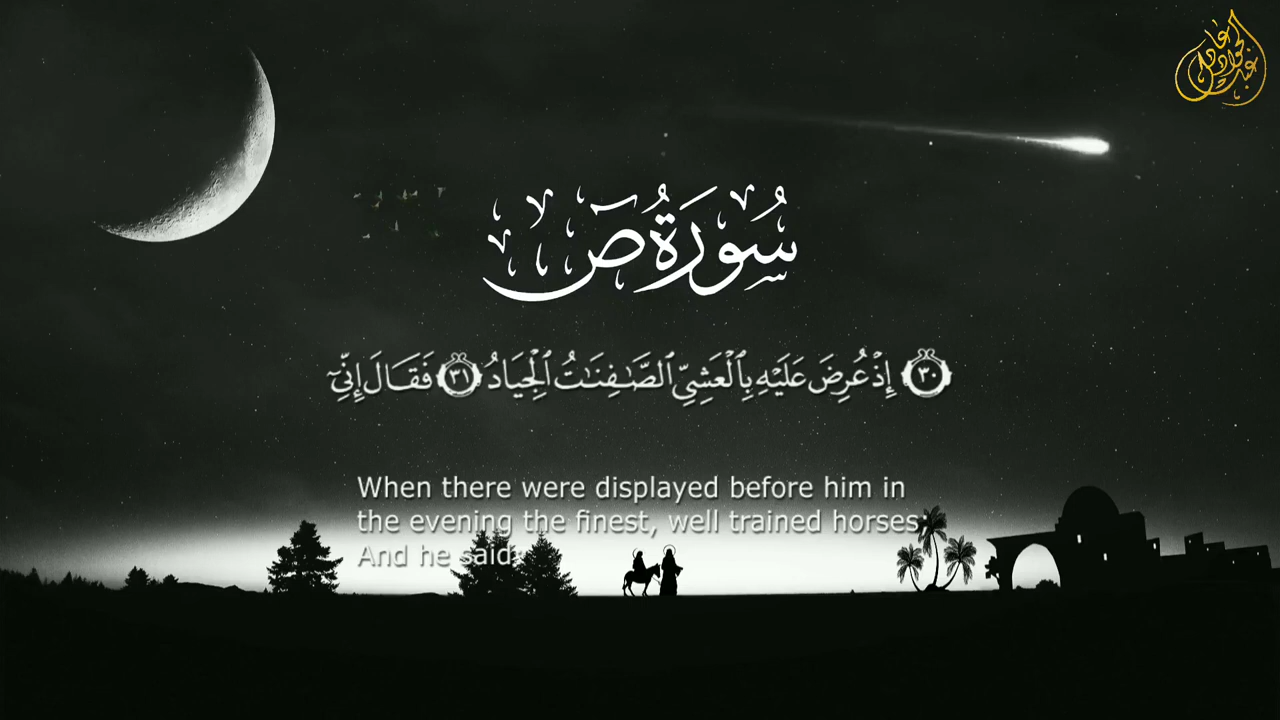 سُورَةُ صٓ
٣٠ إِذْ عُرِضَ عَلَيْهِ بِٱلْعَشِىِّ ٱلصَّـٰفِنَـٰتُ ٱلْجِيَادُ ٣١ فَقَالَ إِنِّىٓ
When there were displayed before him in
the evening the finest, well trained horses;
And he said: